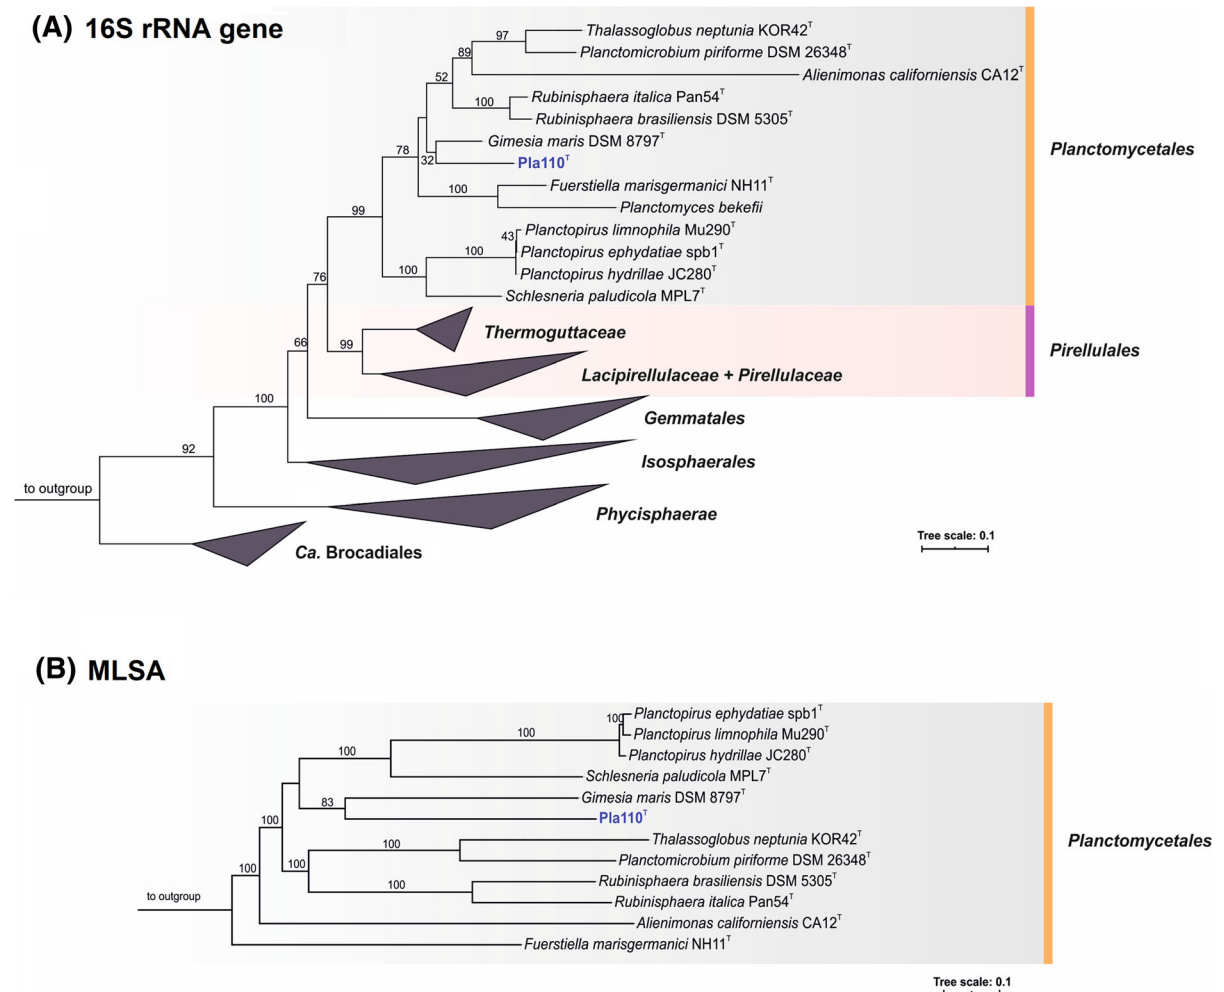 (A) 16S rRNA gene
97
Thalassoglobus neptunia KOR42T
Planctomicrobium piriforme DSM 26348T
89
Alienimonas californiensis CA12T
52
Rubinisphaera italica Pan54T
100
Rubinisphaera brasiliensis DSM 5305T
Gimesia maris DSM 8797T
78
32
Pla110T
Planctomycetales
100
Fuerstiella marisgermanici NH11T
Planctomyces bekefii
99
Planctopirus limnophila Mu290T
43
100
Planctopirus ephydatiae spb1T
Planctopirus hydrillae JC280T
100
Schlesneria paludicola MPL7T
76
Thermoguttaceae
66
99
Pirellulales
Lacipirellulaceae + Pirellulaceae
100
Gemmatales
92
Isosphaerales
to outgroup
Phycisphaerae
Tree scale: 0.1
Ca. Brocadiales
(B) MLSA
100
Planctopirus ephydatiae spb1T
100
Planctopirus limnophila Mu290T
100
Planctopirus hydrillae JC280T
Schlesneria paludicola MPL7T
83
Gimesia maris DSM 8797T
Pla110T
100
Thalassoglobus neptunia KOR42T
100
Planctomycetales
Planctomicrobium piriforme DSM 26348T
100
100
100
Rubinisphaera brasiliensis DSM 5305T
to outgroup
Rubinisphaera italica Pan54T
Alienimonas californiensis CA12T
Fuerstiella marisgermanici NH11T
Tree scale: 0.1